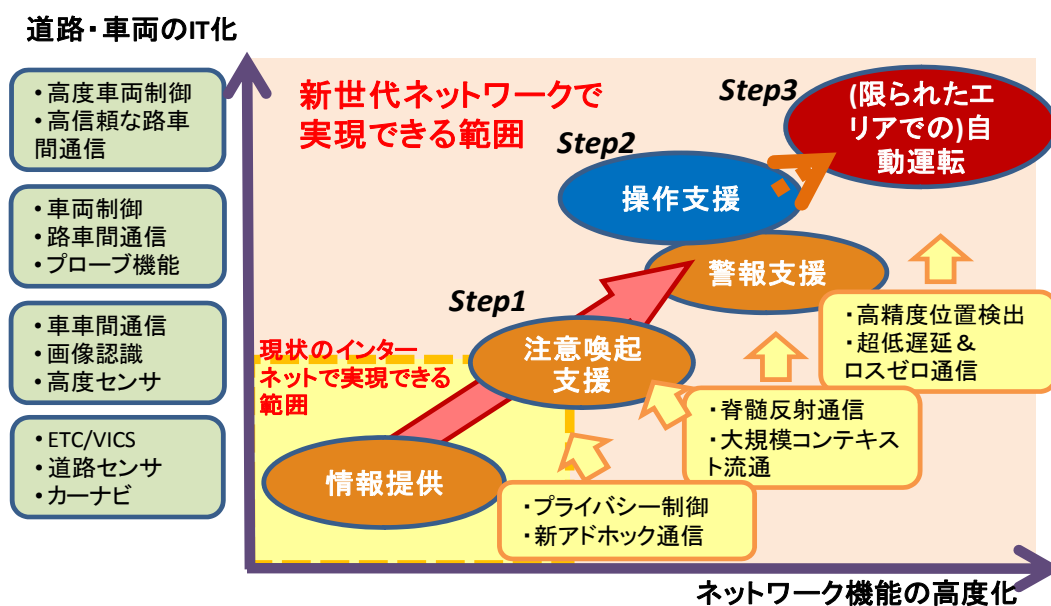 道路・車両のIT化
・高度車両制御
・高信頼な路車
間通信
・車両制御
・路車間通信
・プローブ機能
・車車間通信
・画像認識
・高度センサ
・ETC/VICS
・道路センサ
・カーナビ
新世代ネットワークで
実現できる範囲
Step3
(限られたエ
リアでの)自
動運転
Step2
操作支援
警報支援
Step1
注意喚起
支援
現状のインター
ネットで実現できる
範囲
情報提供
・高精度位置検出
・超低遅延＆
ロスゼロ通信
・脊髄反射通信
・大規模コンテキス
ト流通
・プライバシー制御
・新アドホック通信
ネットワーク機能の高度化